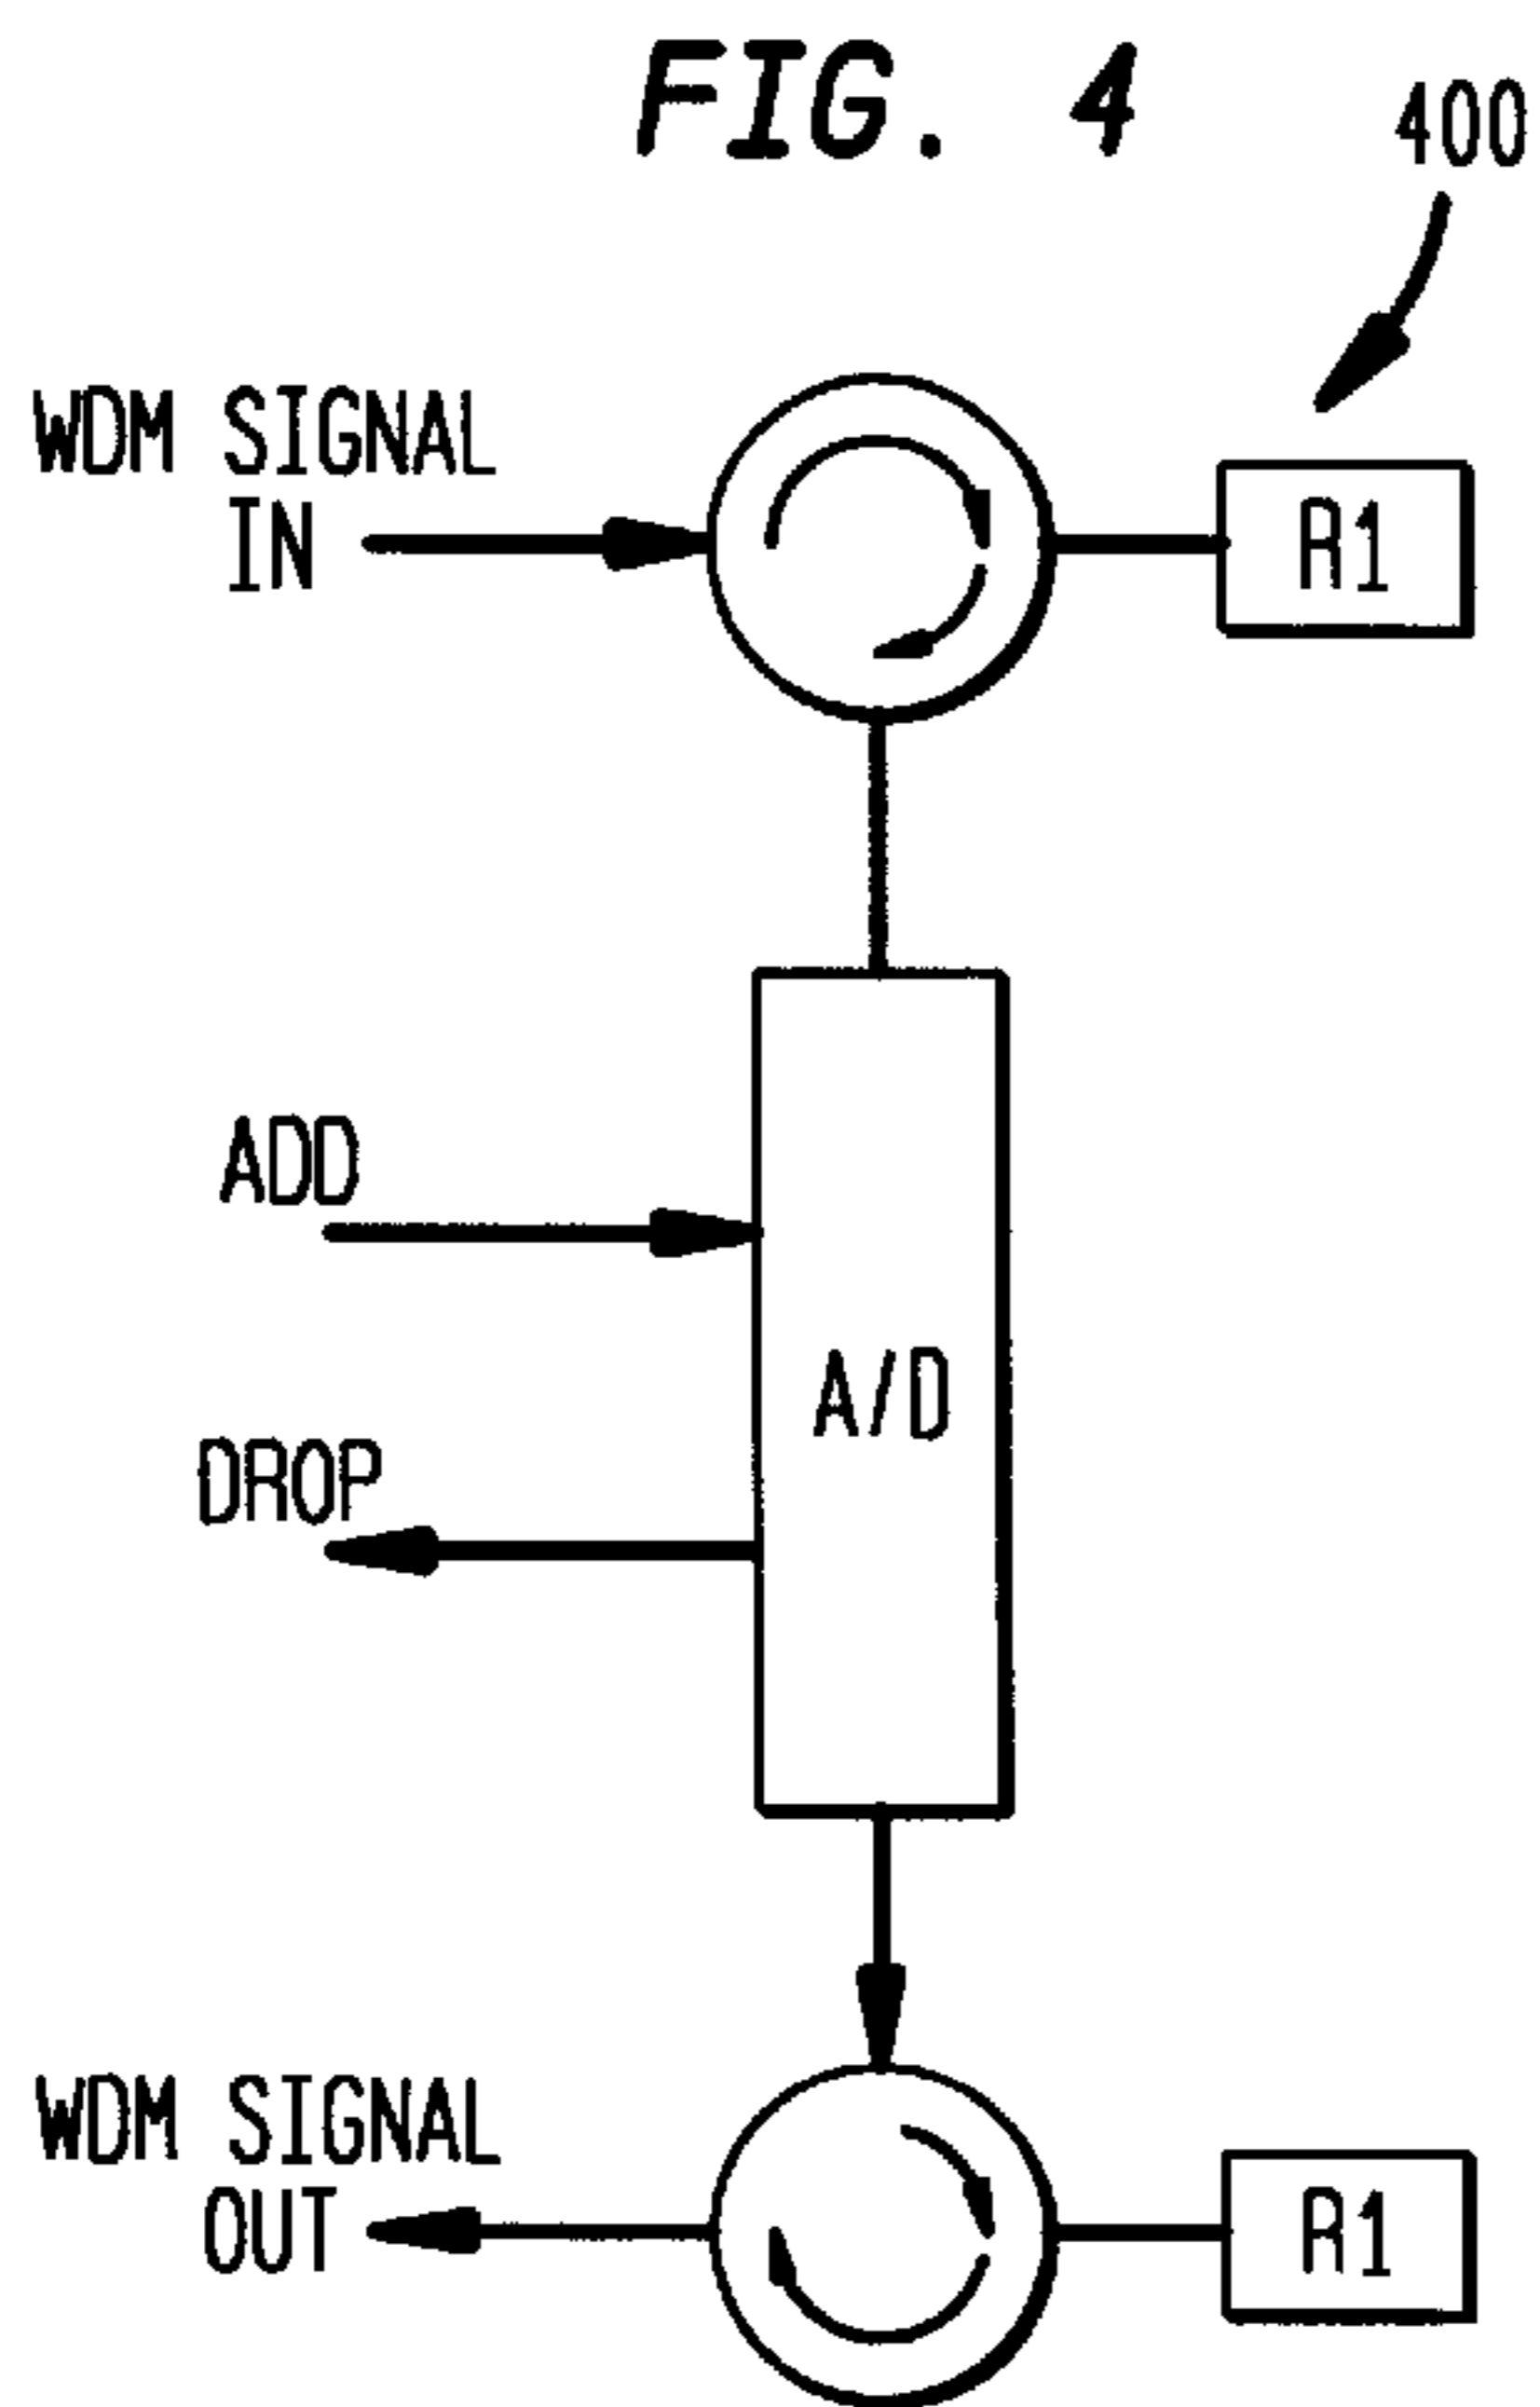 FIG. 4
400
WDM SIGNAL
IN
R1
ADD
A/D
DROP
WDM SIGNAL
OUT
R1